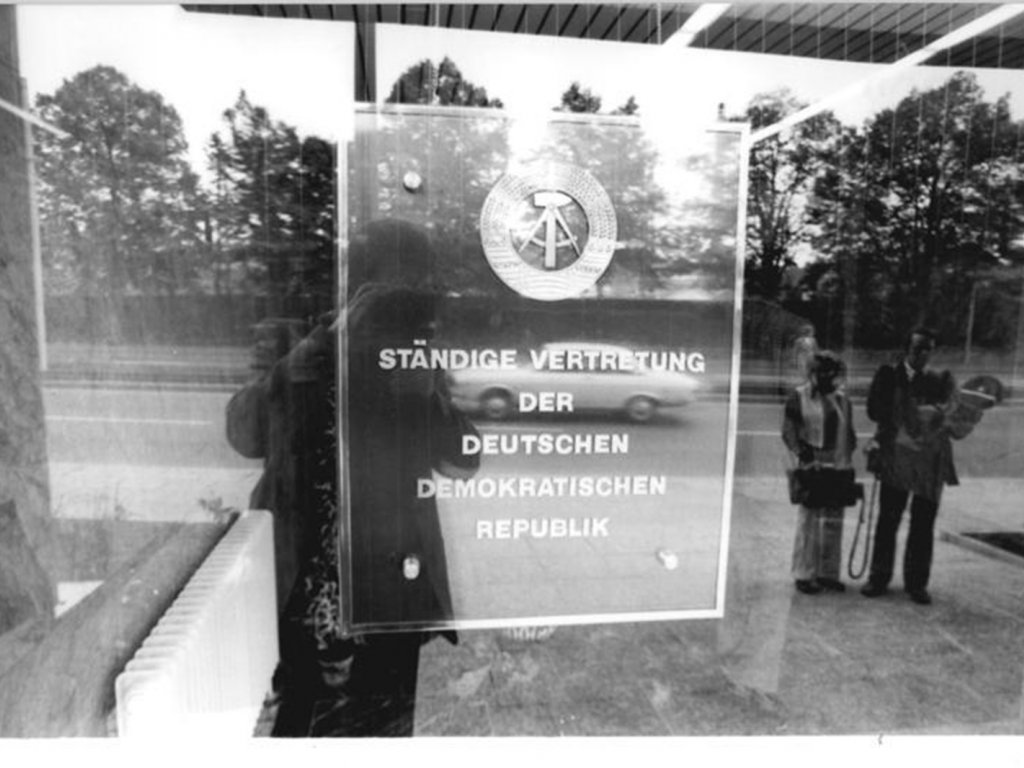 STÄNDIGE VERTRETUNG
DER
DEUTSCHEN
DEMOKRATISCHEN
REPUBLIK